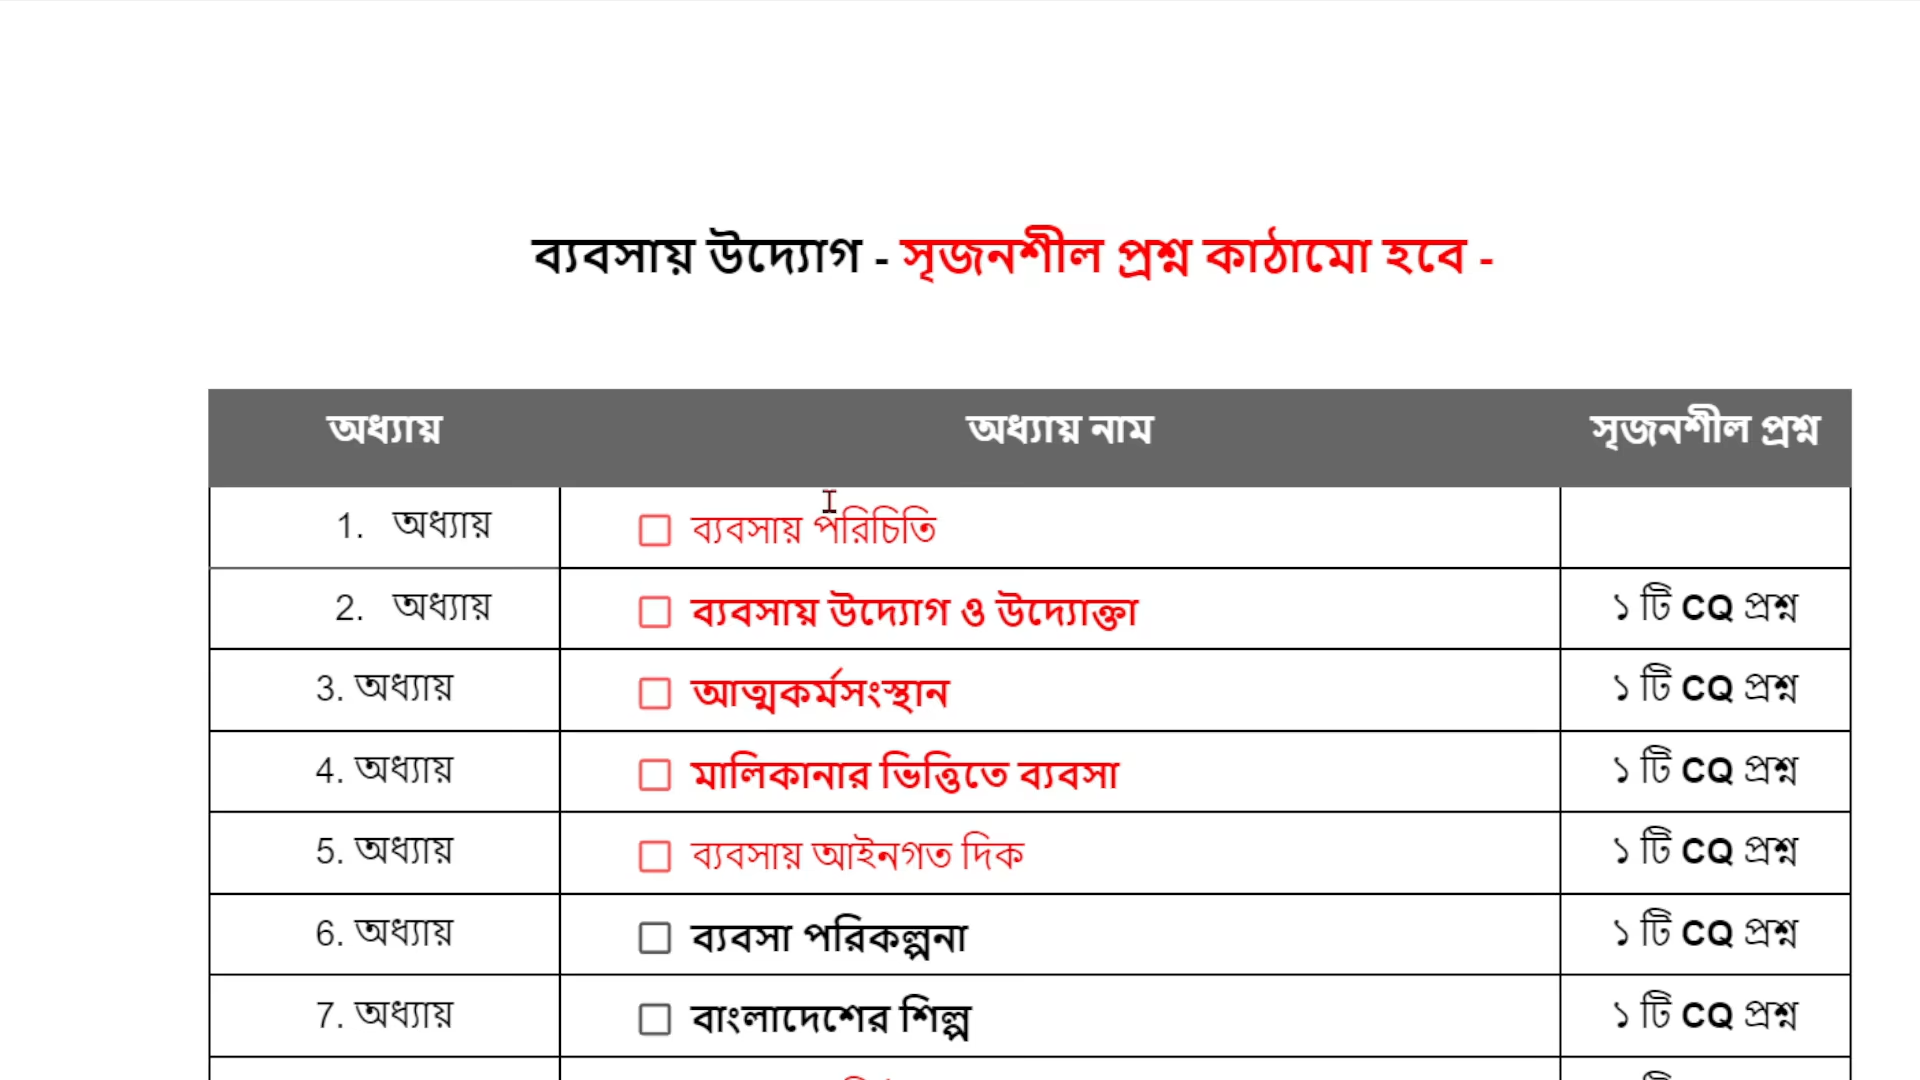 ব্যবসায় উদ্যোগ - সৃজনশীল প্রশ্ন কাঠামো হবে -
অধ্যায় অধ্যায় নাম সৃজনশীল প্রশ্ন
1. অধ্যায় ব্যবসায় পরিচিতি
2. অধ্যায় ব্যবসায় উদ্যোগ ও উদ্যোক্তা ১ টি CQ প্রশ্ন
3. অধ্যায় আত্মকর্মসংস্থান ১ টি CQ প্রশ্ন
4. অধ্যায় মালিকানার ভিত্তিতে ব্যবসা ১ টি CQ প্রশ্ন
5. অধ্যায় ব্যবসায় আইনগত দিক ১ টি CQ প্রশ্ন
6. অধ্যায় ব্যবসা পরিকল্পনা ১ টি CQ প্রশ্ন
7. অধ্যায় বাংলাদেশের শিল্প ১ টি CQ প্রশ্ন